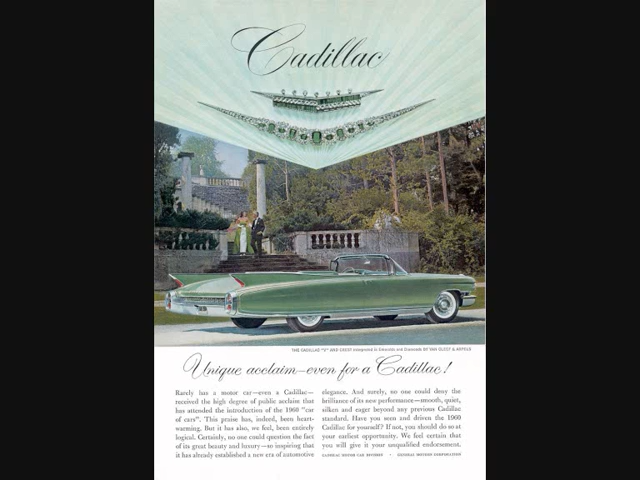 Cadillac
THE CADILLAC "V" AND CREST interpreted in Emeralds and Diamonds BY VAN CLEEF & ARPELS
Unique acclaim—even for a Cadillac!
Rarely has a motor car—even a Cadillac—
received the high degree of public acclaim that
has attended the introduction of the 1960 "car
of cars". This praise has, indeed, been heart-
warming. But it has also, we feel, been entirely
logical. Certainly, no one could question the fact
of its great beauty and luxury—so inspiring that
it has already established a new era of automotive
elegance. And surely, no one could deny the
brilliance of its new performance—smooth, quiet,
silken and eager beyond any previous Cadillac
standard. Have you seen and driven the 1960
Cadillac for yourself? If not, you should do so at
your earliest opportunity. We feel certain that
you will give it your unqualified endorsement.
CADILLAC MOTOR CAR DIVISION • GENERAL MOTORS CORPORATION